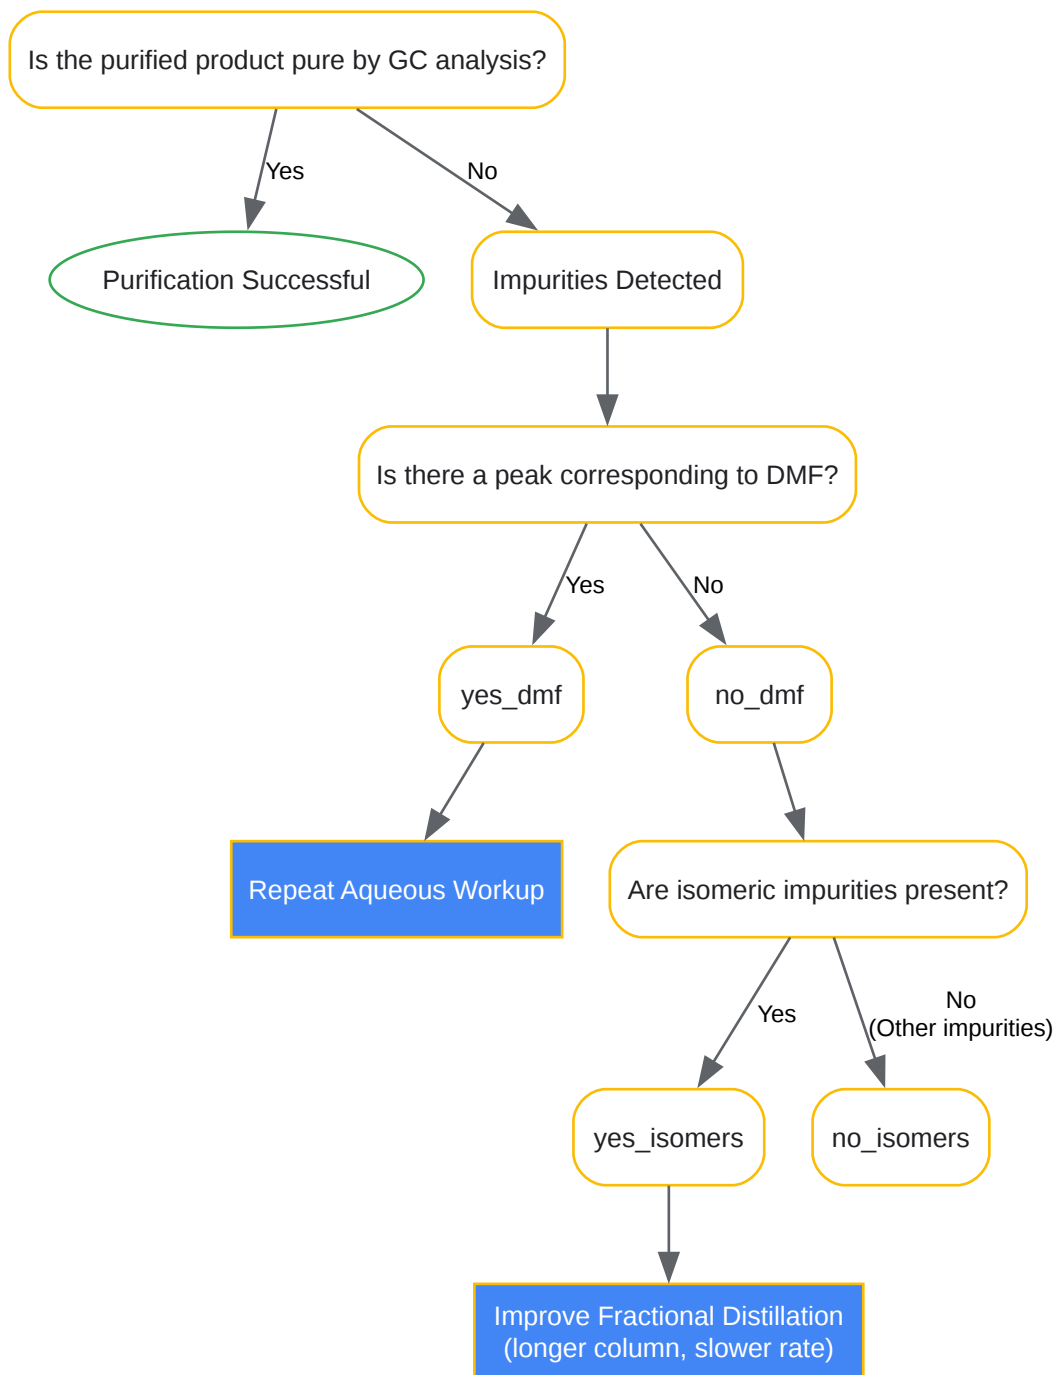 Is the purified product pure by GC analysis?
Yes
No
Purification Successful
Impurities Detected
Is there a peak corresponding to DMF?
Yes
No
yes_dmf
no_dmf
Repeat Aqueous Workup
Are isomeric impurities present?
Yes
No
(Other impurities)
yes_isomers
no_isomers
Improve Fractional Distillation
(longer column, slower rate)